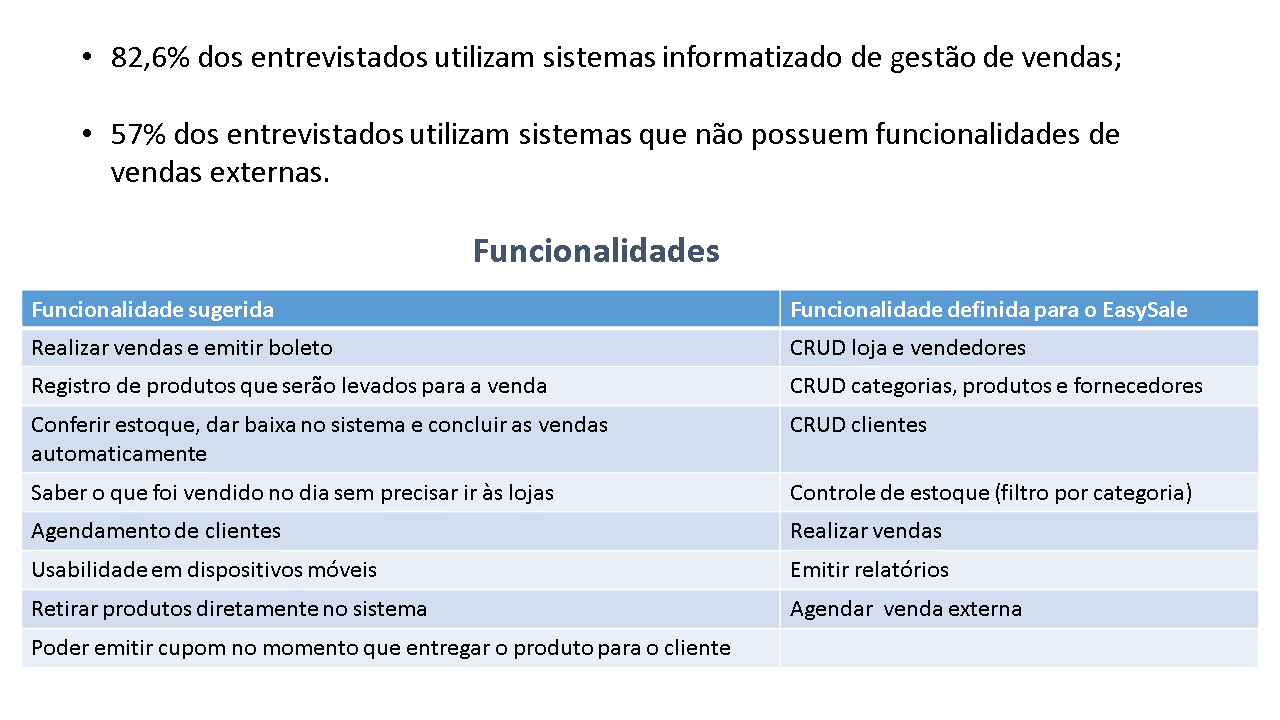 • 82,6% dos entrevistados utilizam sistemas informatizado de gestão de vendas;
• 57% dos entrevistados utilizam sistemas que não possuem funcionalidades de
vendas externas.
Funcionalidades
Funcionalidade sugerida Funcionalidade definida para o EasySale
Realizar vendas e emitir boleto CRUD loja e vendedores
Registro de produtos que serão levados para a venda CRUD categorias, produtos e fornecedores
Conferir estoque, dar baixa no sistema e concluir as vendas CRUD clientes
automaticamente
Saber o que foi vendido no dia sem precisar ir às lojas Controle de estoque (filtro por categoria)
Agendamento de clientes Realizar vendas
Usabilidade em dispositivos móveis Emitir relatórios
Retirar produtos diretamente no sistema Agendar venda externa
Poder emitir cupom no momento que entregar o produto para o cliente